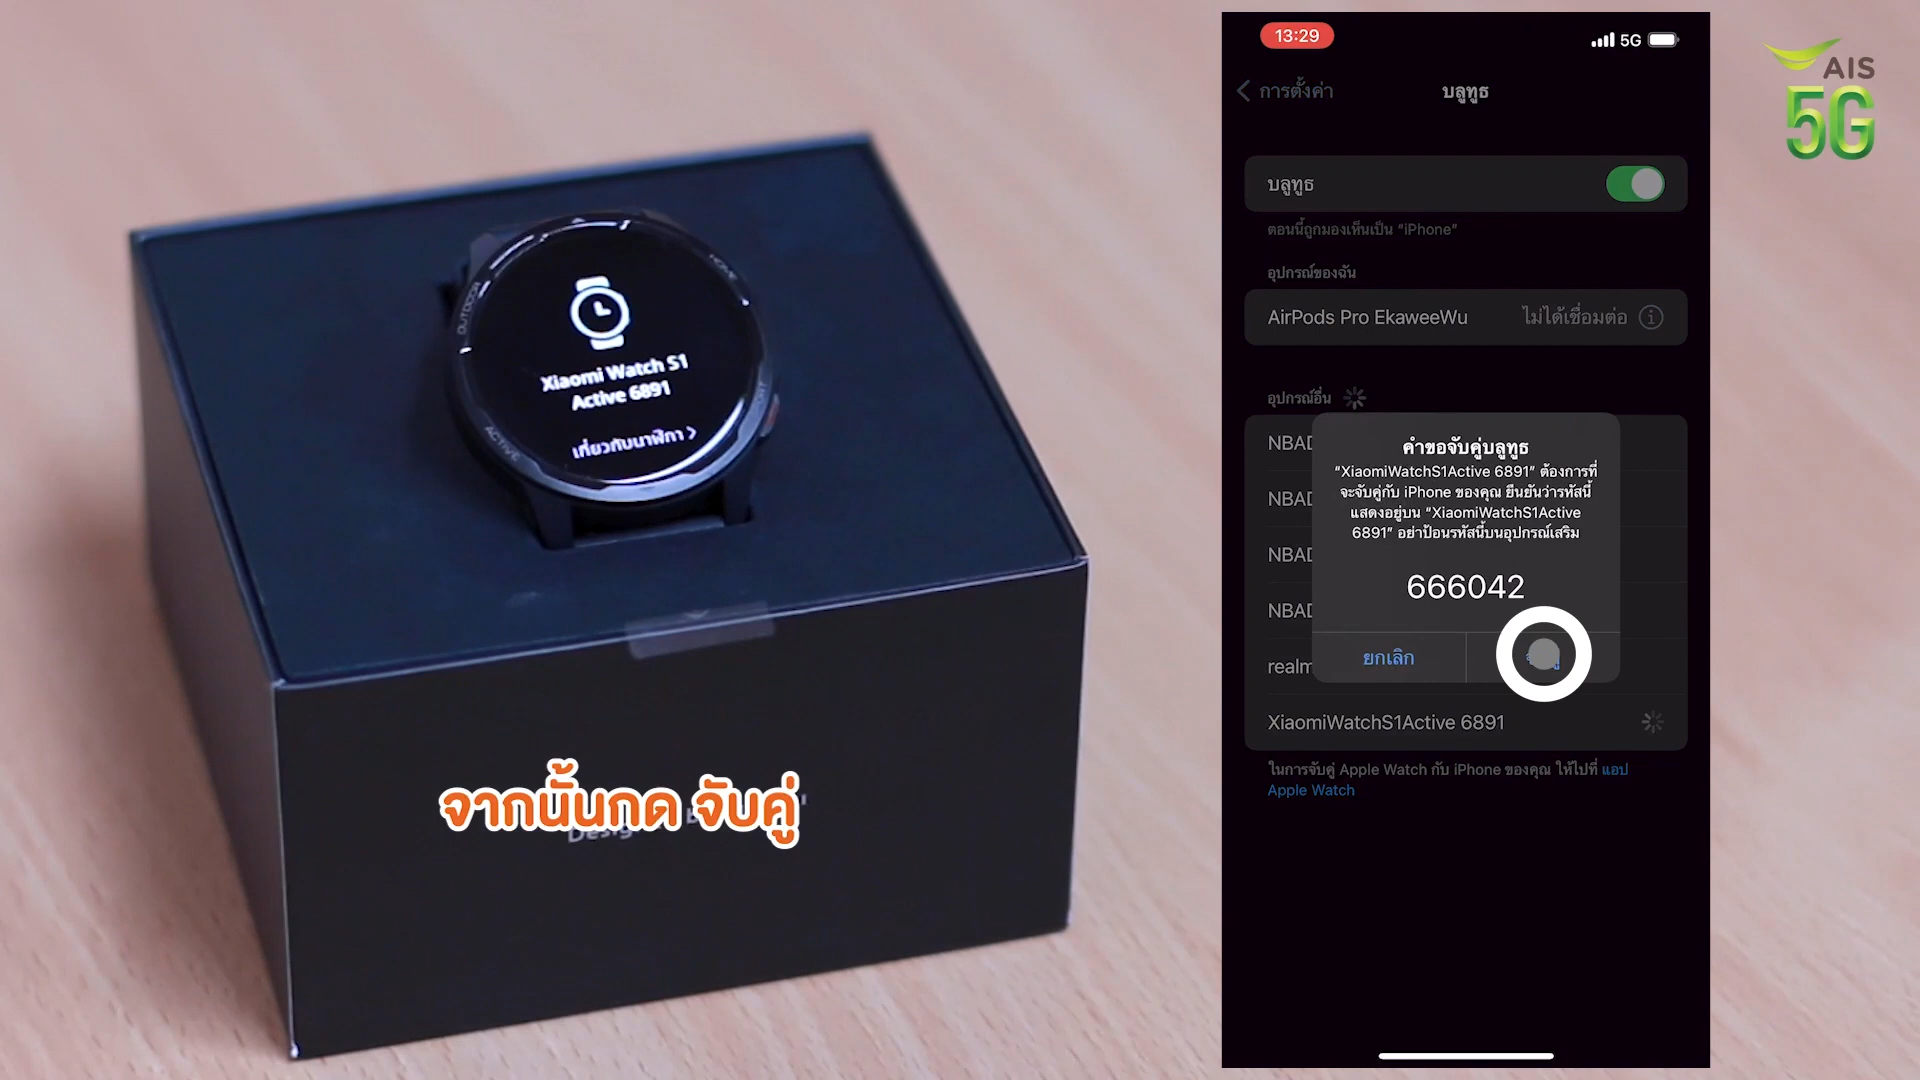 OUTDOOR
HOME
ACTIVE
Xiaomi Watch S1
Active 6891
เกี่ยวกับนาฬิกา >
จากนั้นกด จับคู่
13:29
5G
การตั้งค่า
บลูทูธ
บลูทูธ
ตอนนี้ถูกมองเห็นเป็น “iPhone”
อุปกรณ์ของฉัน
AirPods Pro EkaweeWu ไม่ได้เชื่อมต่อ
อุปกรณ์อื่น
NBAD
NBAD
NBAD
NBAD
realm
คำขอจับคู่บลูทูธ
“XiaomiWatchS1Active 6891” ต้องการที่
จะจับคู่กับ iPhone ของคุณ ยืนยันว่ารหัสนี้
แสดงอยู่บน “XiaomiWatchS1Active
6891” อย่าป้อนรหัสนี้บนอุปกรณ์เสริม
666042
ยกเลิก
XiaomiWatchS1Active 6891
ในการจับคู่ Apple Watch กับ iPhone ของคุณ ให้ไปที่ แอป
Apple Watch
AIS
5G